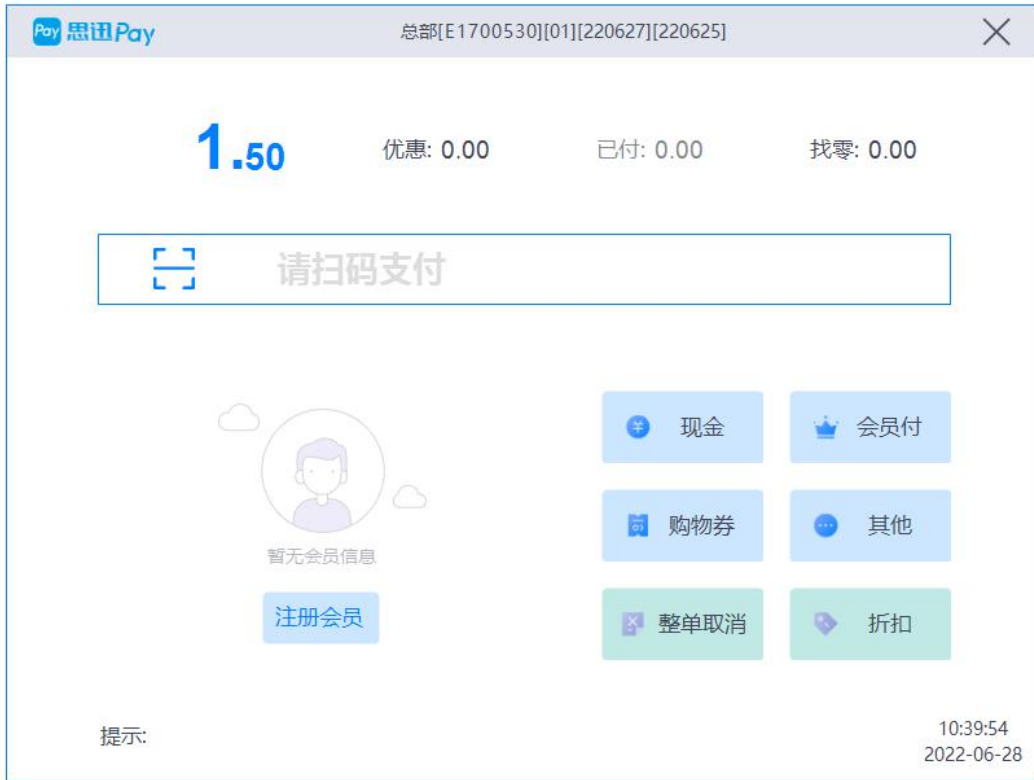 Pay 思迅Pay 总部[E1700530][01][220627][220625]
1.50 优惠: 0.00 已付: 0.00 找零: 0.00
请扫码支付
现金 会员付
购物券 其他
暂无会员信息
注册会员 整单取消 折扣
提示:
10:39:54
2022-06-28